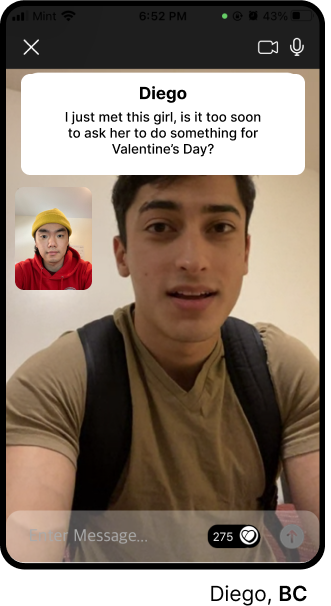 Mint 6:52 PM 43%
Diego
I just met this girl, is it too soon
to ask her to do something for
Valentine's Day?
Enter Message... 275
Diego, BC